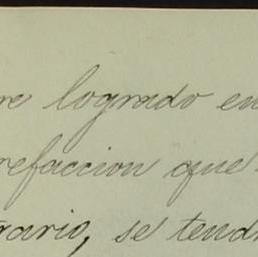 re logrado en
refaccion que
rario, se tend